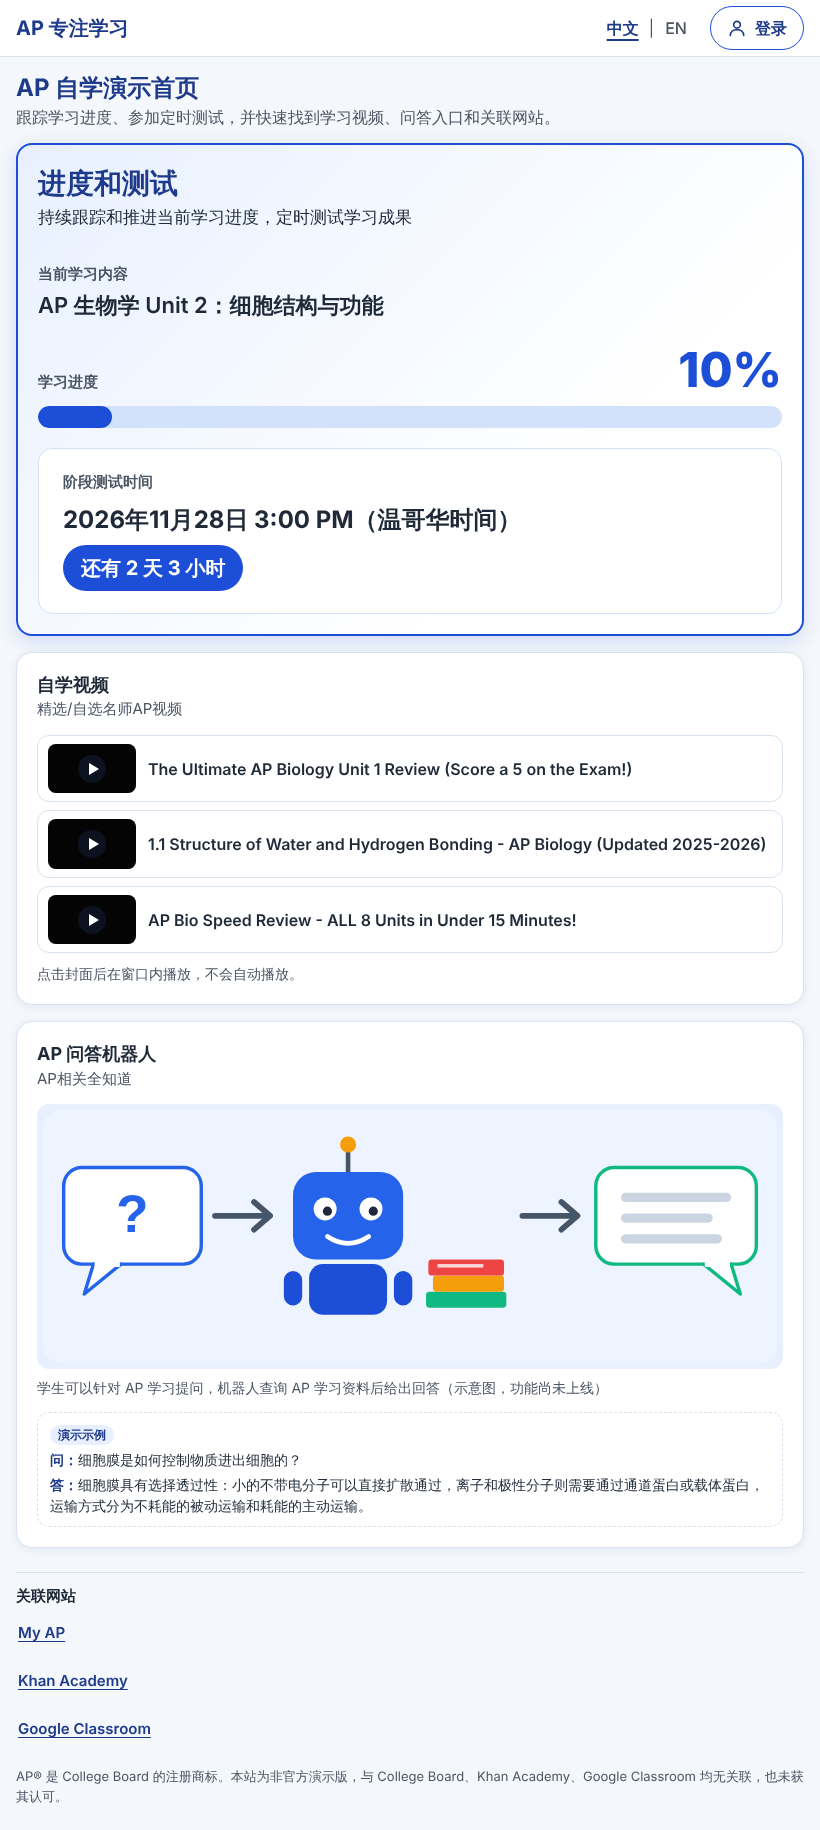 AP 专注学习
中文 | EN
登录
AP 自学演示首页
跟踪学习进度、参加定时测试，并快速找到学习视频、问答入口和关联网站。
进度和测试
持续跟踪和推进当前学习进度，定时测试学习成果
当前学习内容
AP 生物学 Unit 2：细胞结构与功能
学习进度
10%
阶段测试时间
2026年11月28日 3:00 PM（温哥华时间）
还有 2 天 3 小时
自学视频
精选/自选名师AP视频
The Ultimate AP Biology Unit 1 Review (Score a 5 on the Exam!)
1.1 Structure of Water and Hydrogen Bonding - AP Biology (Updated 2025-2026)
AP Bio Speed Review - ALL 8 Units in Under 15 Minutes!
点击封面后在窗口内播放，不会自动播放。
AP 问答机器人
AP相关全知道
?
学生可以针对 AP 学习提问，机器人查询 AP 学习资料后给出回答（示意图，功能尚未上线）
演示示例
问：细胞膜是如何控制物质进出细胞的？
答：细胞膜具有选择透过性：小的不带电分子可以直接扩散通过，离子和极性分子则需要通过通道蛋白或载体蛋白，
运输方式分为不耗能的被动运输和耗能的主动运输。
关联网站
My AP
Khan Academy
Google Classroom
AP® 是 College Board 的注册商标。本站为非官方演示版，与 College Board、Khan Academy、Google Classroom 均无关联，也未获
其认可。